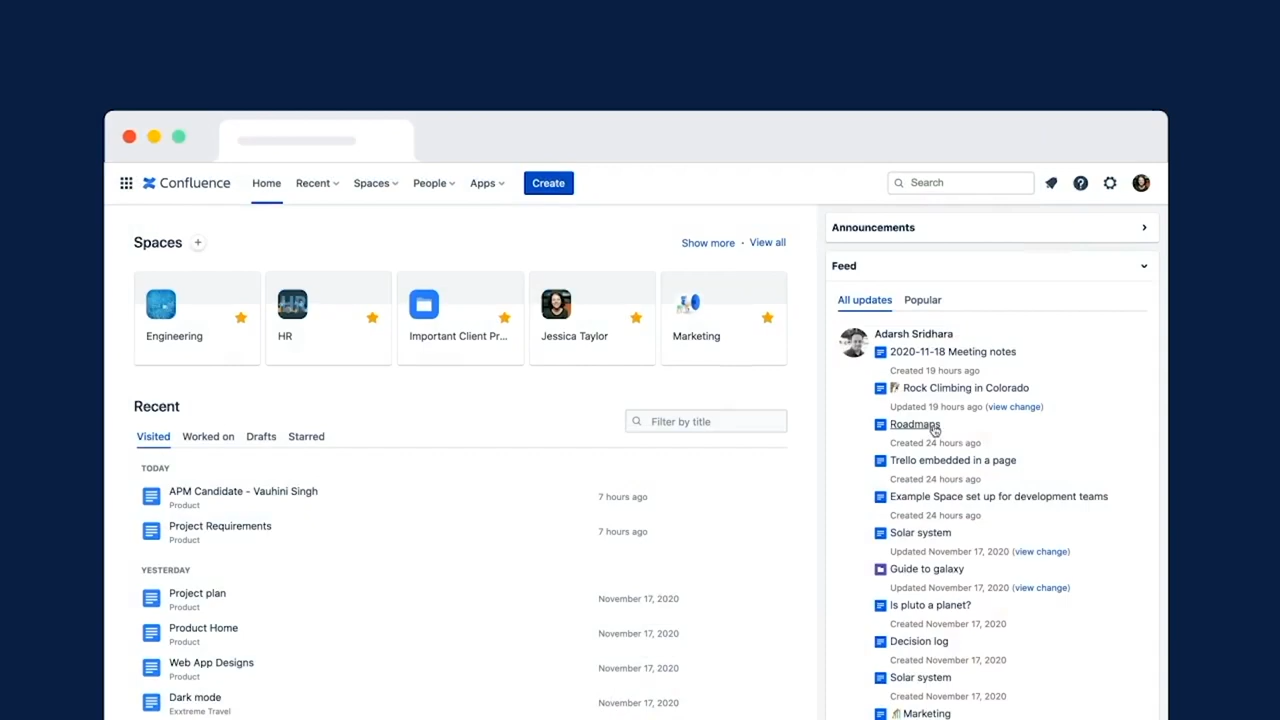 Confluence
Home
Recent
Spaces
People
Apps
Create
Search
Spaces
Show more · View all
Engineering
HR
Important Client Pr...
Jessica Taylor
Marketing
Recent
Filter by title
Visited
Worked on
Drafts
Starred
TODAY
APM Candidate - Vauhini Singh
Product
7 hours ago
Project Requirements
Product
7 hours ago
YESTERDAY
Project plan
Product
November 17, 2020
Product Home
Product
November 17, 2020
Web App Designs
Product
November 17, 2020
Dark mode
Exxtreme Travel
November 17, 2020
Announcements
Feed
All updates
Popular
Adarsh Sridhara
2020-11-18 Meeting notes
Created 19 hours ago
Rock Climbing in Colorado
Updated 19 hours ago (view change)
Roadmaps
Created 24 hours ago
Trello embedded in a page
Created 24 hours ago
Example Space set up for development teams
Created 24 hours ago
Solar system
Updated November 17, 2020 (view change)
Guide to galaxy
Updated November 17, 2020 (view change)
Is pluto a planet?
Created November 17, 2020
Decision log
Created November 17, 2020
Solar system
Created November 17, 2020
Marketing